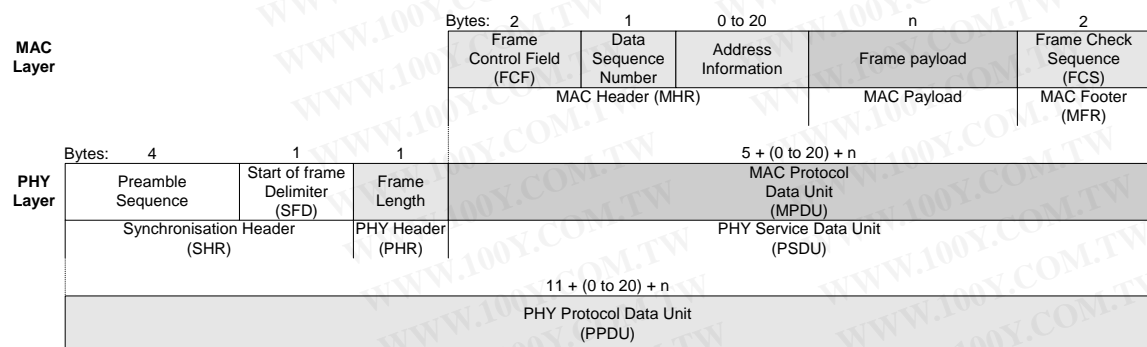 Bytes: 2 1 0 to 20 n 2
MAC Layer
Frame Control Field (FCF)
Data Sequence Number
Address Information
Frame payload
Frame Check Sequence (FCS)
MAC Header (MHR)
MAC Payload
MAC Footer (MFR)
Bytes: 4 1 1 5 + (0 to 20) + n
PHY Layer
Preamble Sequence
Start of frame Delimiter (SFD)
Frame Length
MAC Protocol Data Unit (MPDU)
Synchronisation Header (SHR)
PHY Header (PHR)
PHY Service Data Unit (PSDU)
11 + (0 to 20) + n
PHY Protocol Data Unit (PPDU)
WWW.100Y.COM.TW